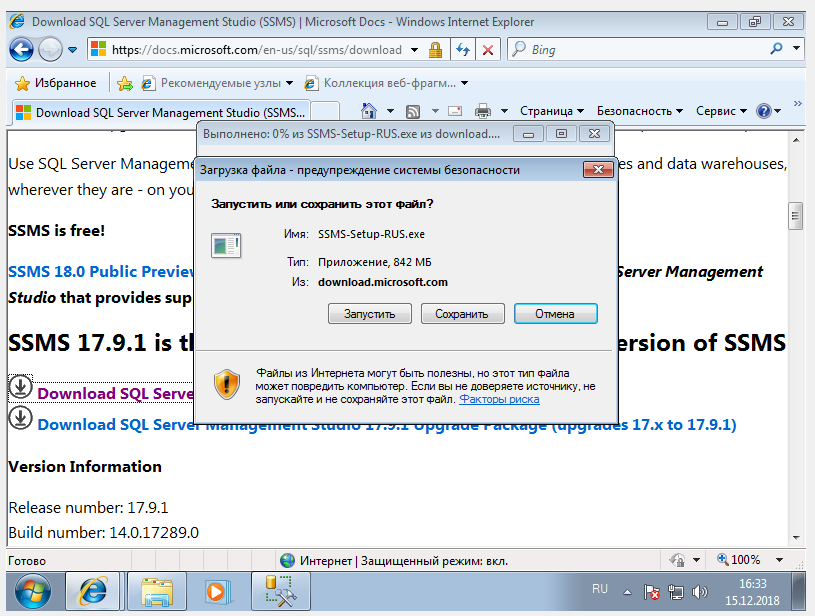 Download SQL Server Management Studio (SSMS) | Microsoft Docs - Windows Internet Explorer
https://docs.microsoft.com/en-us/sql/ssms/download
Bing
Избранное
Рекомендуемые узлы
Коллекция веб-фрагм...
Download SQL Server Management Studio (SSMS...
Страница
Безопасность
Сервис
»
Выполнено: 0% из SSMS-Setup-RUS.exe из download....
Use SQL Server Manageme
es and data warehouses,
wherever they are - on you
SSMS is free!
SSMS 18.0 Public Preview
Server Management
Studio that provides sup
SSMS 17.9.1 is t
ersion of SSMS
Download SQL Serve
Download SQL Server Management Studio 17.9.1 Upgrade Package (upgrades 17.x to 17.9.1)
Version Information
Release number: 17.9.1
Build number: 14.0.17289.0
Загрузка файла - предупреждение системы безопасности
Запустить или сохранить этот файл?
Имя: SSMS-Setup-RUS.exe
Тип: Приложение, 842 МБ
Из: download.microsoft.com
Запустить
Сохранить
Отмена
Файлы из Интернета могут быть полезны, но этот тип файла
может повредить компьютер. Если вы не доверяете источнику, не
запускайте и не сохраняйте этот файл. Факторы риска
Готово
Интернет | Защищенный режим: вкл.
100%
RU
16:33
15.12.2018